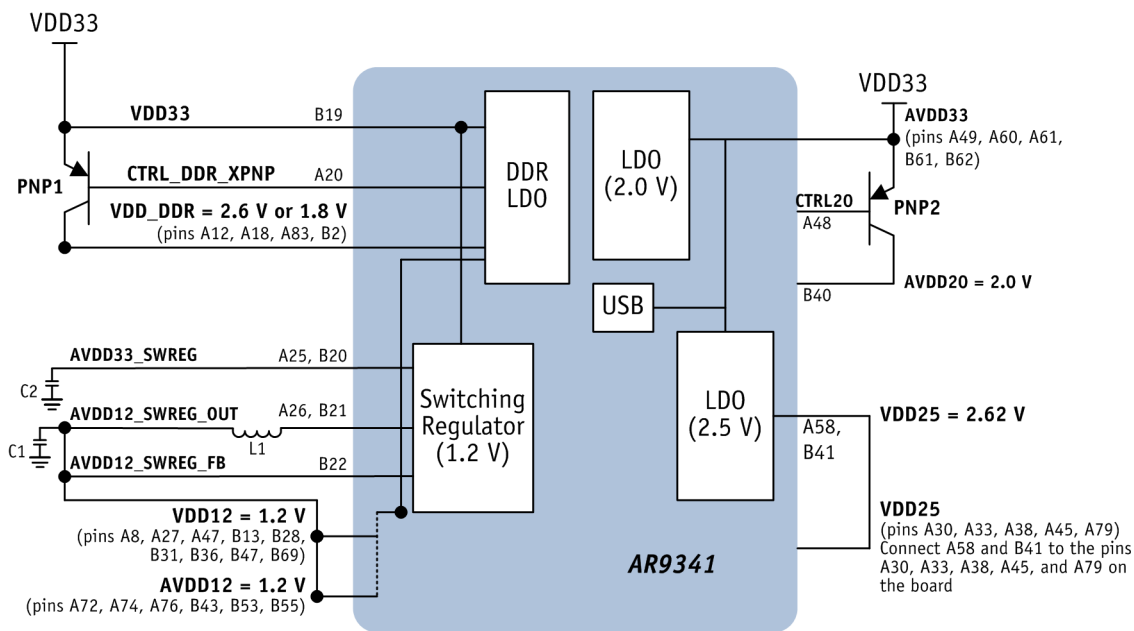 VDD33
VDD33
B19
CTRL_DDR_XPNP
A20
PNP1
VDD_DDR = 2.6 V or 1.8 V
(pins A12, A18, A83, B2)
DDR
LDO
LDO
(2.0 V)
VDD33
AVDD33
(pins A49, A60, A61,
B61, B62)
CTRL20
A48
PNP2
B40
AVDD20 = 2.0 V
USB
AVDD33_SWREG
A25, B20
C2
AVDD12_SWREG_OUT
A26, B21
C1
L1
AVDD12_SWREG_FB
B22
Switching
Regulator
(1.2 V)
LDO
(2.5 V)
VDD25 = 2.62 V
A58,
B41
VDD12 = 1.2 V
(pins A8, A27, A47, B13, B28,
B31, B36, B47, B69)
AVDD12 = 1.2 V
(pins A72, A74, A76, B43, B53, B55)
AR9341
VDD25
(pins A30, A33, A38, A45, A79)
Connect A58 and B41 to the pins
A30, A33, A38, A45, and A79 on
the board